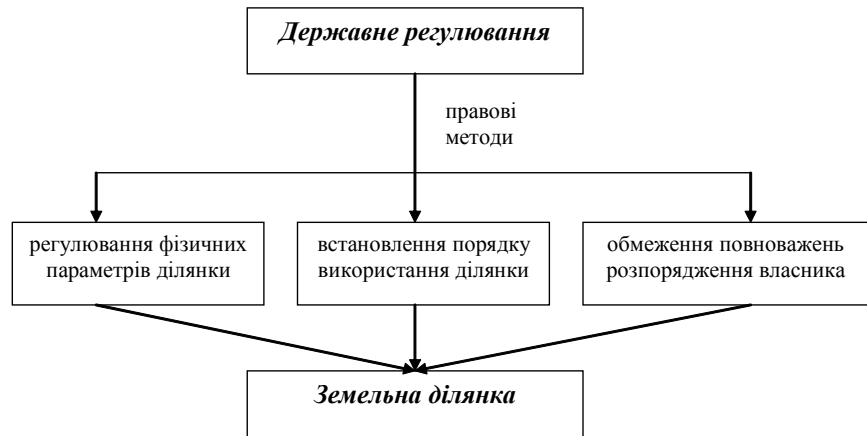 Державне регулювання
правові
методи
регулювання фізичних
параметрів ділянки
встановлення порядку
використання ділянки
обмеження повноважень
розпорядження власника
Земельна ділянка